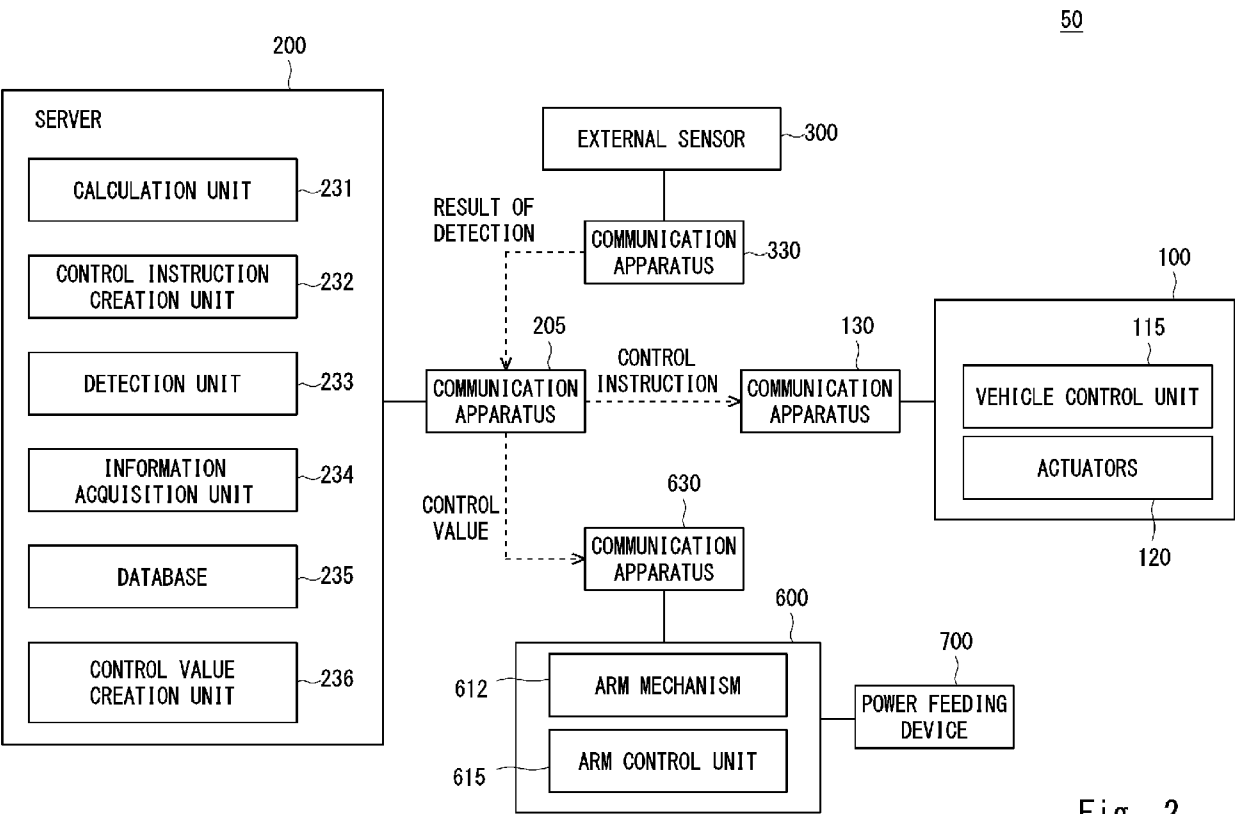 50
200
SERVER
CALCULATION UNIT
231
CONTROL INSTRUCTION
CREATION UNIT
232
DETECTION UNIT
233
INFORMATION
ACQUISITION UNIT
234
DATABASE
235
CONTROL VALUE
CREATION UNIT
236
EXTERNAL SENSOR
300
RESULT OF
DETECTION
COMMUNICATION
APPARATUS
330
205
COMMUNICATION
APPARATUS
CONTROL
INSTRUCTION
130
COMMUNICATION
APPARATUS
100
115
VEHICLE CONTROL UNIT
ACTUATORS
120
CONTROL
VALUE
630
COMMUNICATION
APPARATUS
600
612
ARM MECHANISM
615
ARM CONTROL UNIT
700
POWER FEEDING
DEVICE
Fig. 2